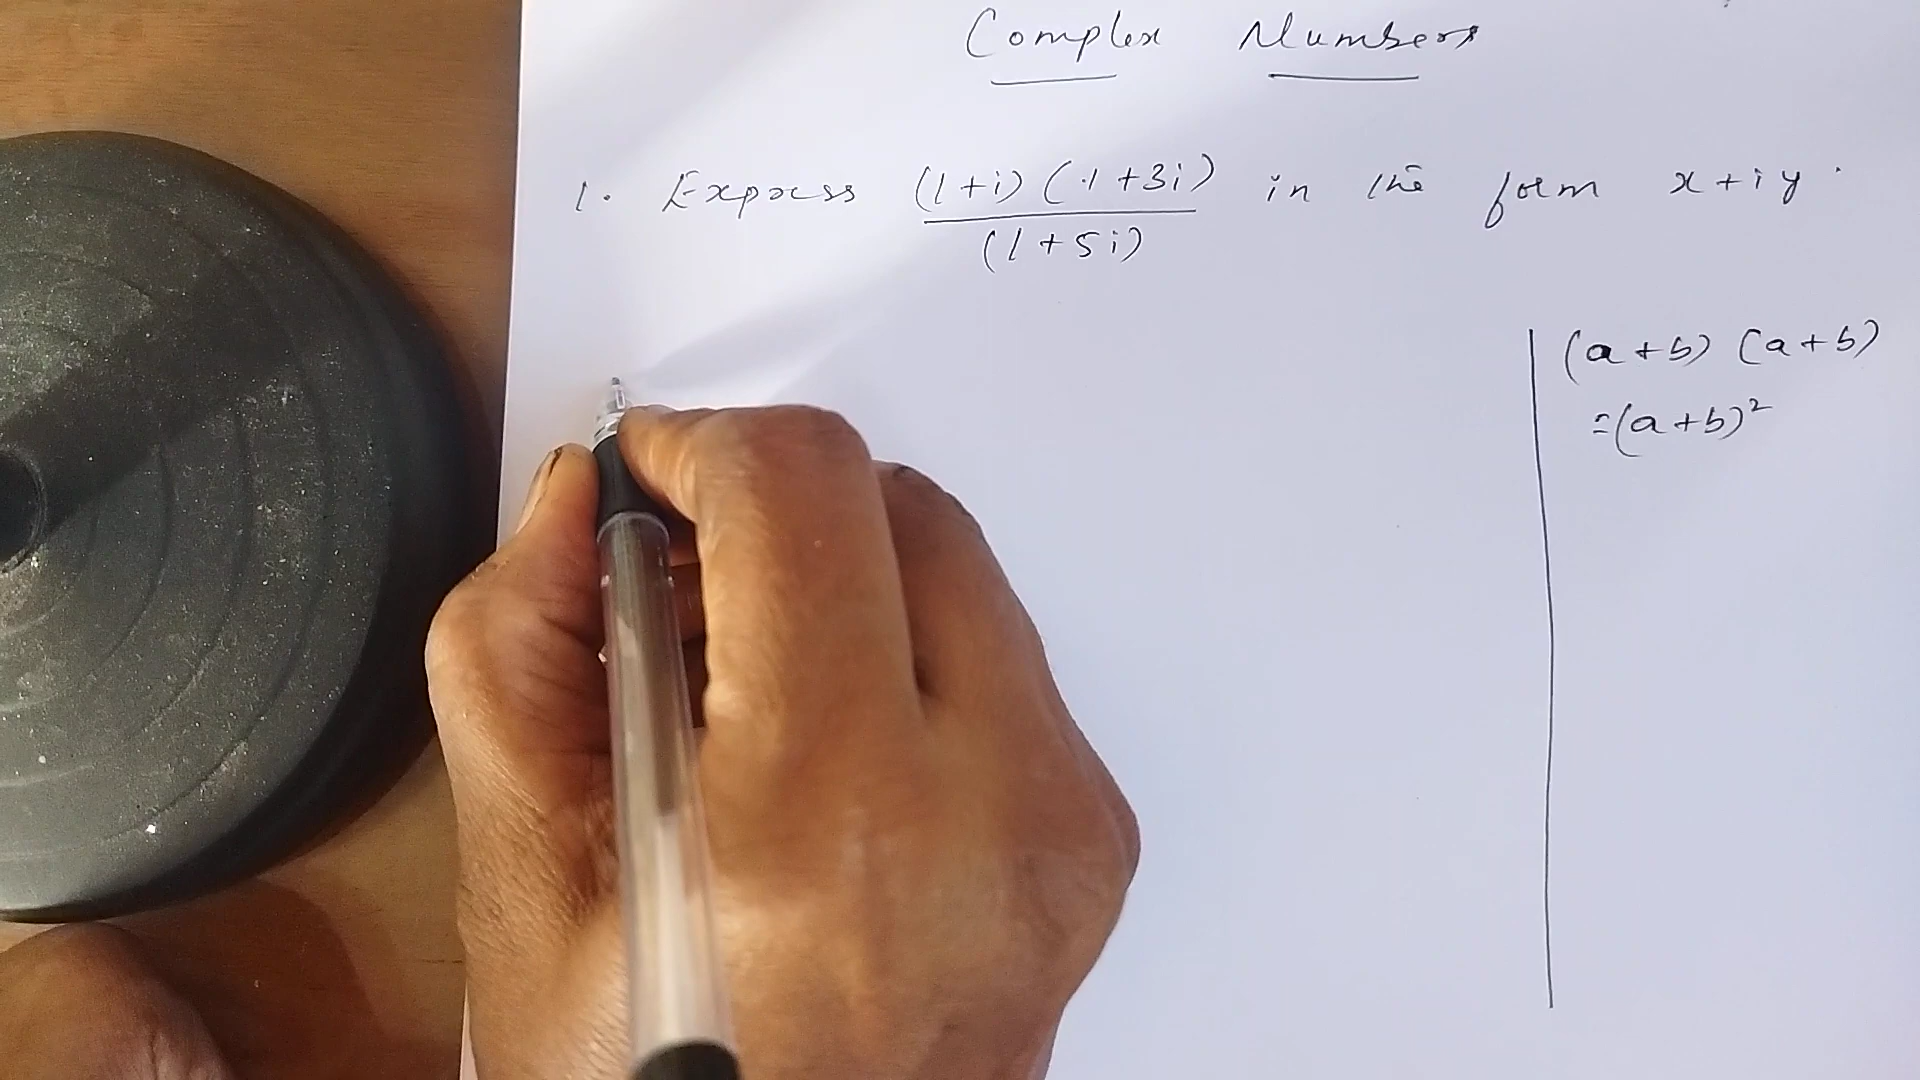 Complex Numbers
1. Express (1+i) (1+3i) in the form x+iy.
(1+5i)
(a+b) (a+b)
=(a+b)²